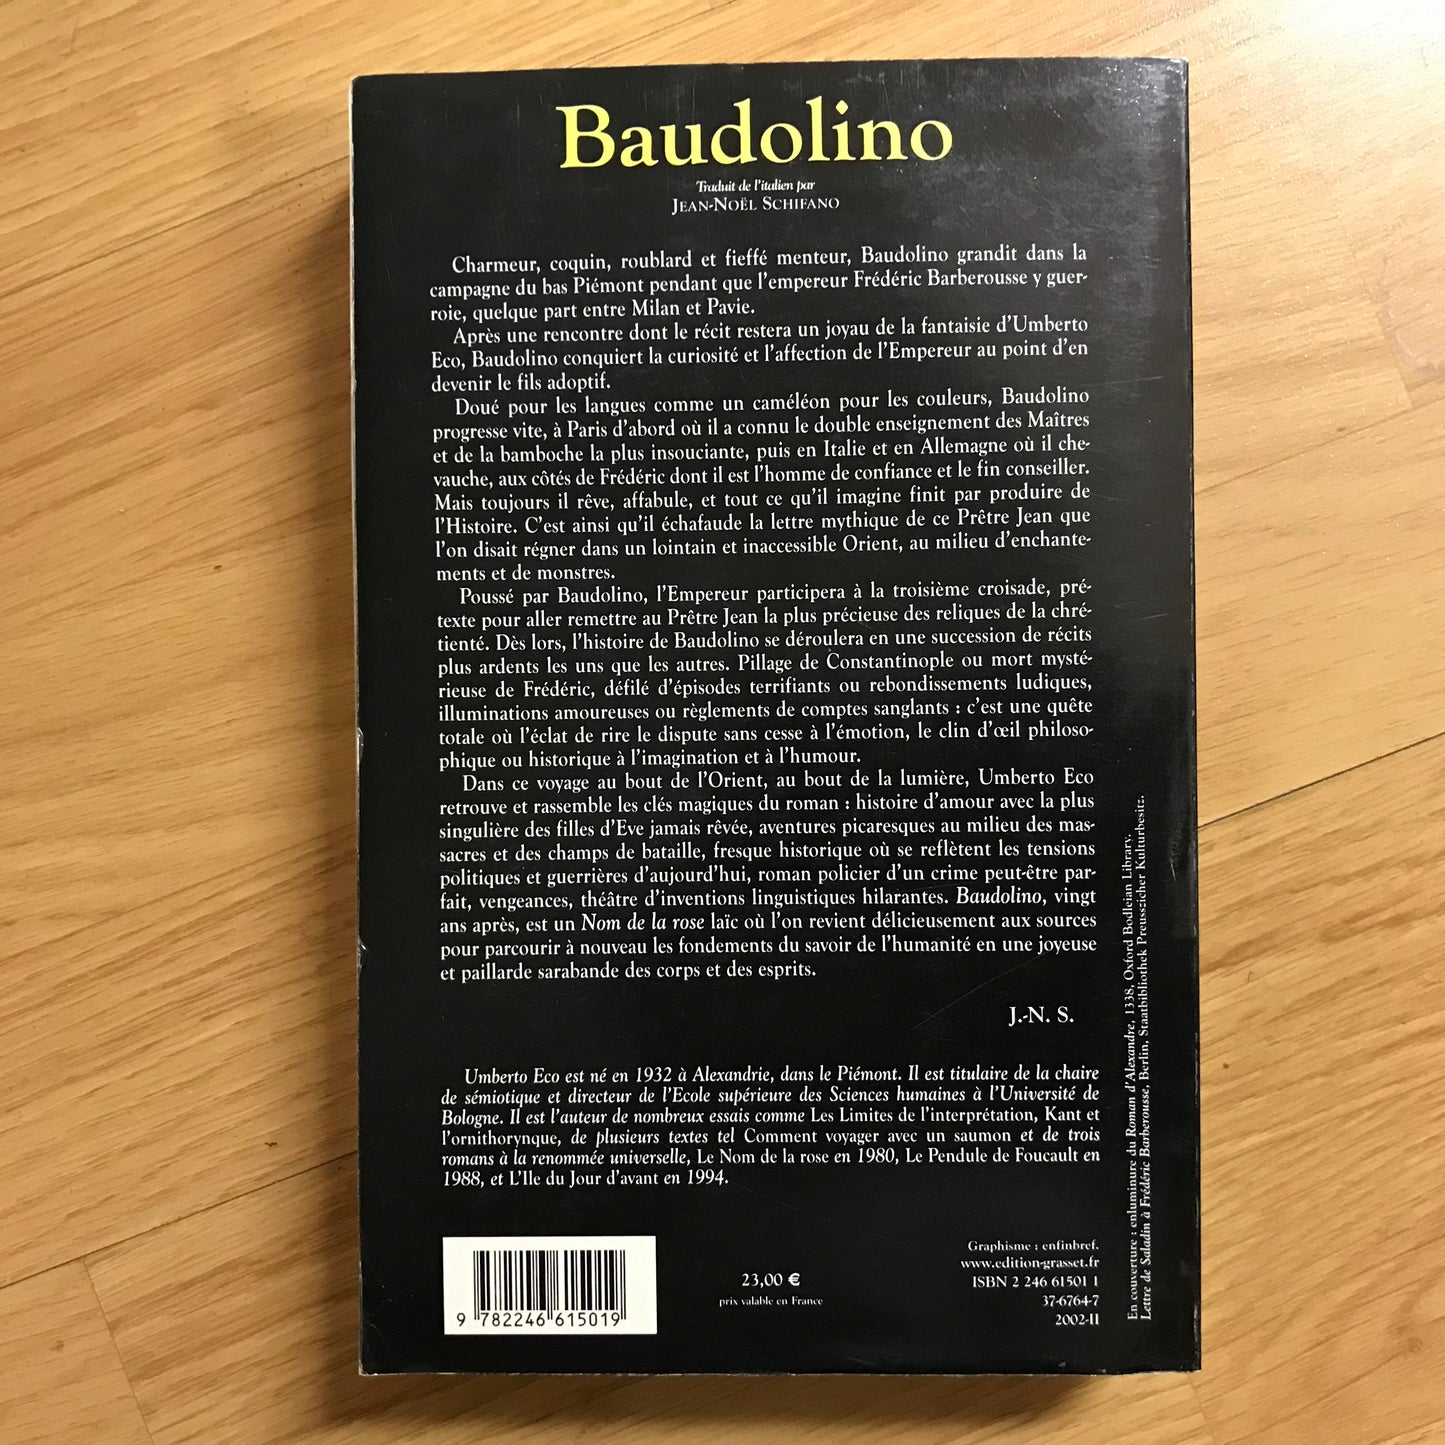 Baudolino
Traduit de l'italien par
JEAN-NOËL SCHIFANO
Charmeur, coquin, roublard et fieffé menteur, Baudolino grandit dans la
campagne du bas Piémont pendant que l'empereur Frédéric Barberousse y guer-
roie, quelque part entre Milan et Pavie.
Après une rencontre dont le récit restera un joyau de la fantaisie d'Umberto
Eco, Baudolino conquiert la curiosité et l'affection de l'Empereur au point d'en
devenir le fils adoptif.
Doué pour les langues comme un caméléon pour les couleurs, Baudolino
progresse vite, à Paris d'abord où il a connu le double enseignement des Maîtres
et de la bamboche la plus insouciante, puis en Italie et en Allemagne où il che-
vauche, aux côtés de Frédéric dont il est l'homme de confiance et le fin conseiller.
Mais toujours il rêve, affabule, et tout ce qu'il imagine finit par produire de
l'Histoire. C'est ainsi qu'il échafaude la lettre mythique de ce Prêtre Jean que
l'on disait régner dans un lointain et inaccessible Orient, au milieu d'enchante-
ments et de monstres.
Poussé par Baudolino, l'Empereur participera à la troisième croisade, pré-
texte pour aller remettre au Prêtre Jean la plus précieuse des reliques de la chré-
tienté. Dès lors, l'histoire de Baudolino se déroulera en une succession de récits
plus ardents les uns que les autres. Pillage de Constantinople ou mort mysté-
rieuse de Frédéric, défilé d'épisodes terrifiants ou rebondissements ludiques,
illuminations amoureuses ou règlements de comptes sanglants : c'est une quête
totale où l'éclat de rire le dispute sans cesse à l'émotion, le clin d'œil philoso-
phique ou historique à l'imagination et à l'humour.
Dans ce voyage au bout de l'Orient, au bout de la lumière, Umberto Eco
retrouve et rassemble les clés magiques du roman : histoire d'amour avec la plus
singulière des filles d'Eve jamais rêvée, aventures picaresques au milieu des mas-
sacres et des champs de bataille, fresque historique où se reflètent les tensions
politiques et guerrières d'aujourd'hui, roman policier d'un crime peut-être par-
fait, vengeances, théâtre d'inventions linguistiques hilarantes. Baudolino, vingt
ans après, est un Nom de la rose laïc où l'on revient délicieusement aux sources
pour parcourir à nouveau les fondements du savoir de l'humanité en une joyeuse
et paillarde sarabande des corps et des esprits.
J.-N. S.
Umberto Eco est né en 1932 à Alexandrie, dans le Piémont. Il est titulaire de la chaire
de sémiotique et directeur de l'Ecole supérieure des Sciences humaines à l'Université de
Bologne. Il est l'auteur de nombreux essais comme Les Limites de l'interprétation, Kant et
l'ornithorynque, de plusieurs textes tel Comment voyager avec un saumon et de trois
romans à la renommée universelle, Le Nom de la rose en 1980, Le Pendule de Foucault en
1988, et L'Ile du Jour d'avant en 1994.
9 782246 615019
23,00 €
prix valable en France
Graphisme : enfinbref.
www.edition-grasset.fr
ISBN 2 246 61501 1
37-6764-7
2002-II
En couverture : enluminure du Roman d'Alexandre, 1338, Oxford Bodleian Library.
Lettre de Saladin à Frédéric Barberousse, Berlin, Staatbibliothek Preusszicher Kulturbesitz.